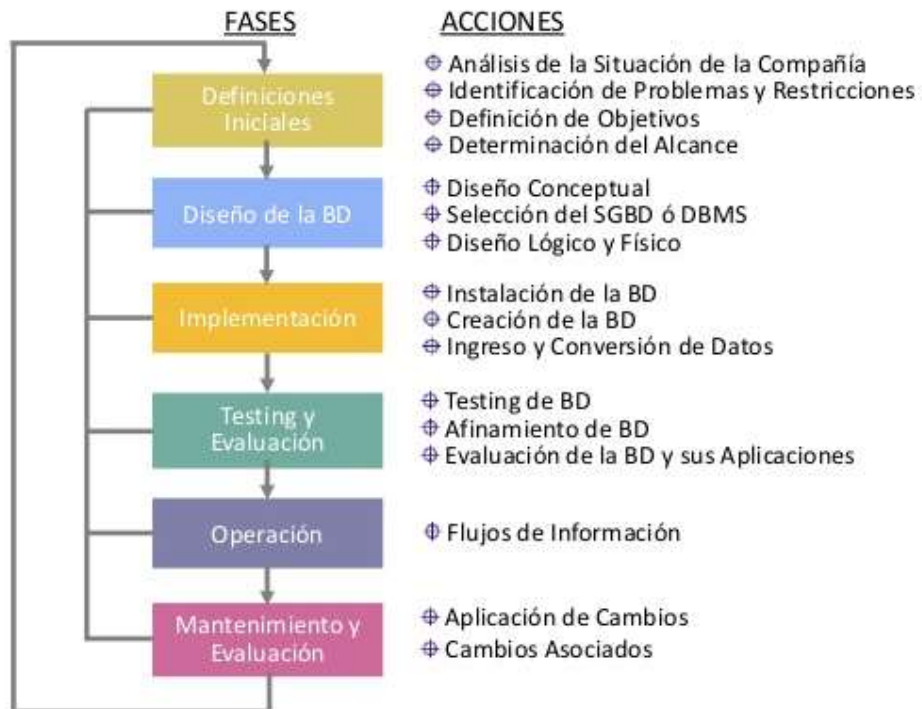 FASES
ACCIONES
Definiciones
Iniciales
Análisis de la Situación de la Compañía
Identificación de Problemas y Restricciones
Definición de Objetivos
Determinación del Alcance
Diseño de la BD
Diseño Conceptual
Selección del SGBD ó DBMS
Diseño Lógico y Físico
Implementación
Instalación de la BD
Creación de la BD
Ingreso y Conversión de Datos
Testing y
Evaluación
Testing de BD
Afinamiento de BD
Evaluación de la BD y sus Aplicaciones
Operación
Flujos de Información
Mantenimiento y
Evaluación
Aplicación de Cambios
Cambios Asociados